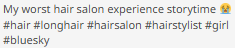 My worst hair salon experience storytime 😢
#hair #longhair #hairsalon #hairstylist #girl
#bluesky